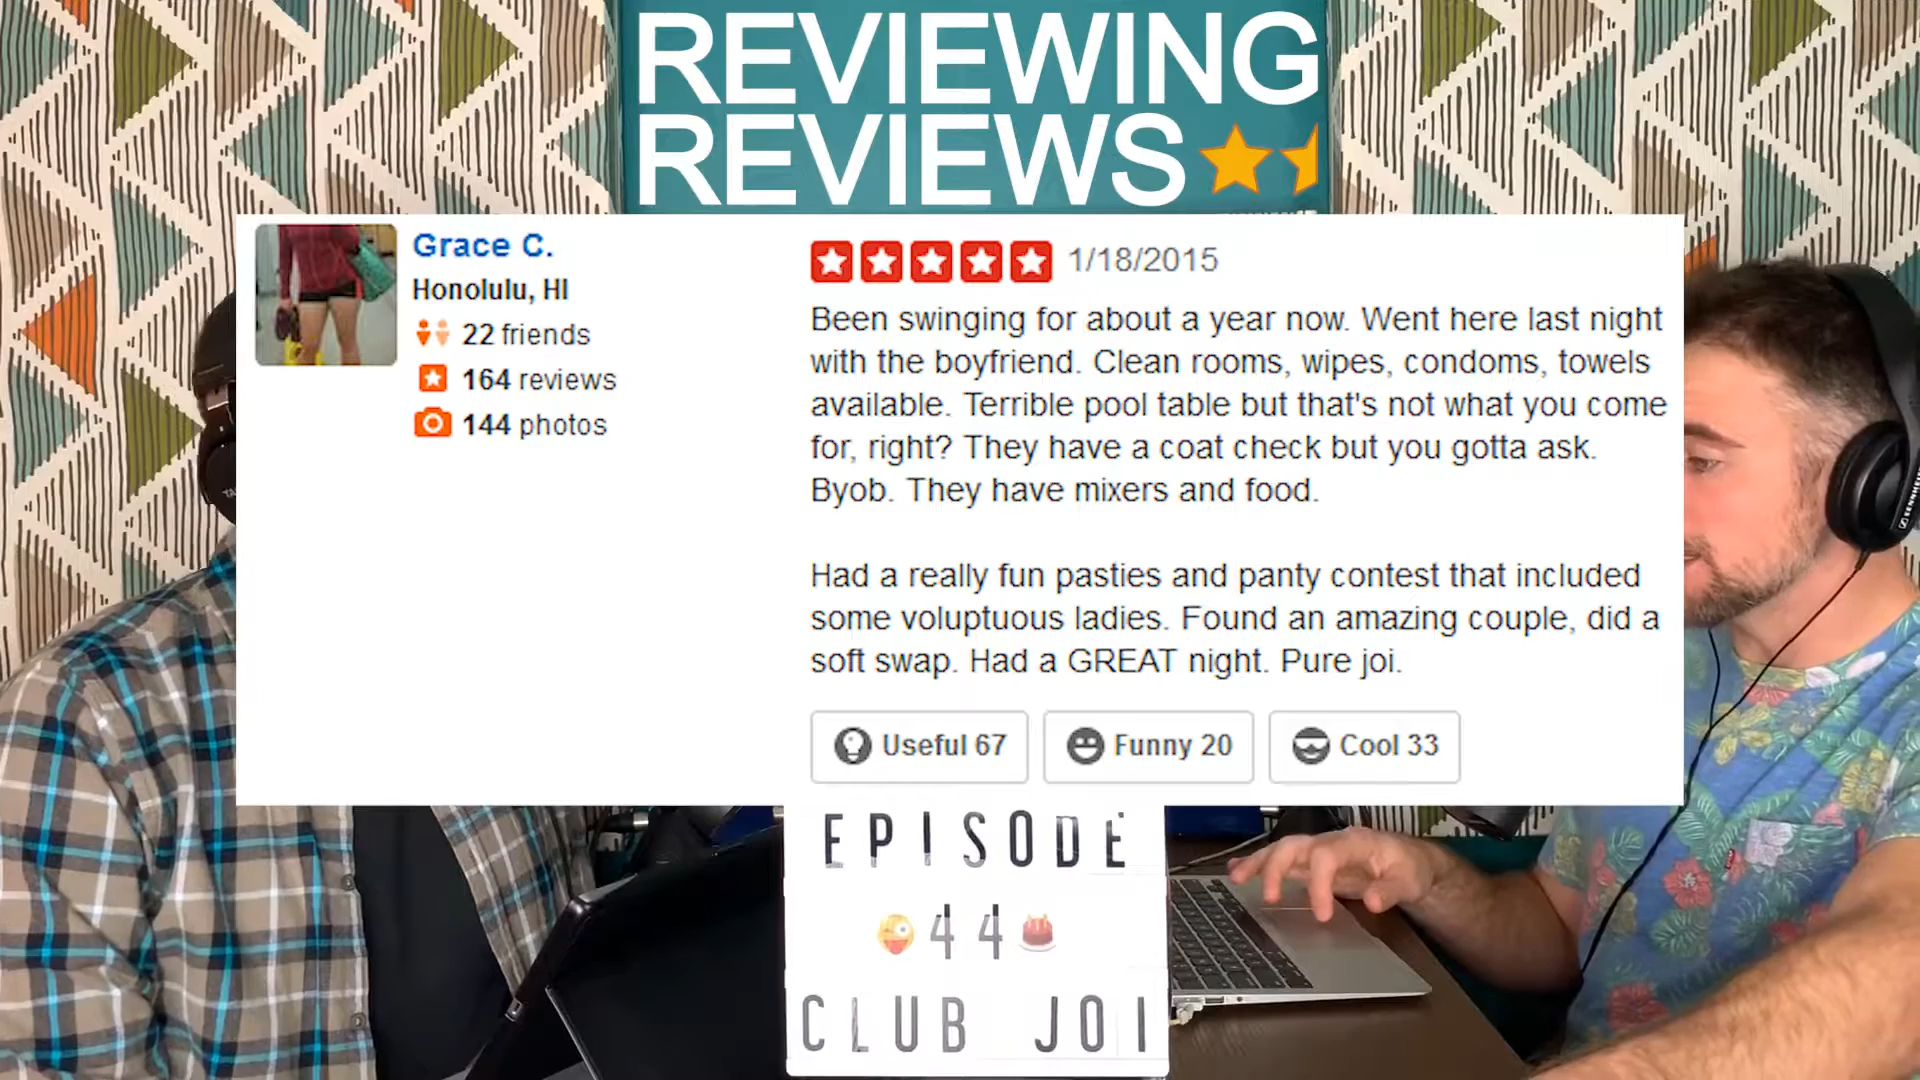 REVIEWING
REVIEWS
Grace C.
Honolulu, HI
22 friends
164 reviews
144 photos
1/18/2015
Been swinging for about a year now. Went here last night
with the boyfriend. Clean rooms, wipes, condoms, towels
available. Terrible pool table but that's not what you come
for, right? They have a coat check but you gotta ask.
Byob. They have mixers and food.
Had a really fun pasties and panty contest that included
some voluptuous ladies. Found an amazing couple, did a
soft swap. Had a GREAT night. Pure joi.
Useful 67
Funny 20
Cool 33
EPISODE
44
CLUB JOI